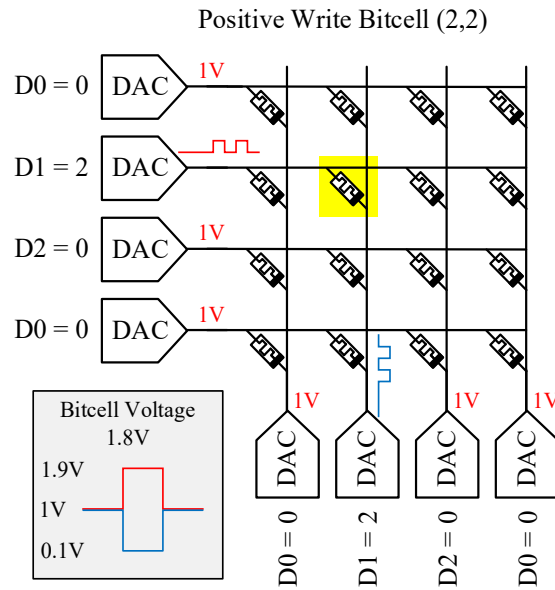 Positive Write Bitcell (2,2)
D0 = 0
DAC
1V
D1 = 2
DAC
D2 = 0
DAC
1V
D0 = 0
DAC
1V
1V
1V
1V
Bitcell Voltage
1.8V
1.9V
1V
0.1V
DAC
DAC
DAC
DAC
D0 = 0
D1 = 2
D2 = 0
D0 = 0